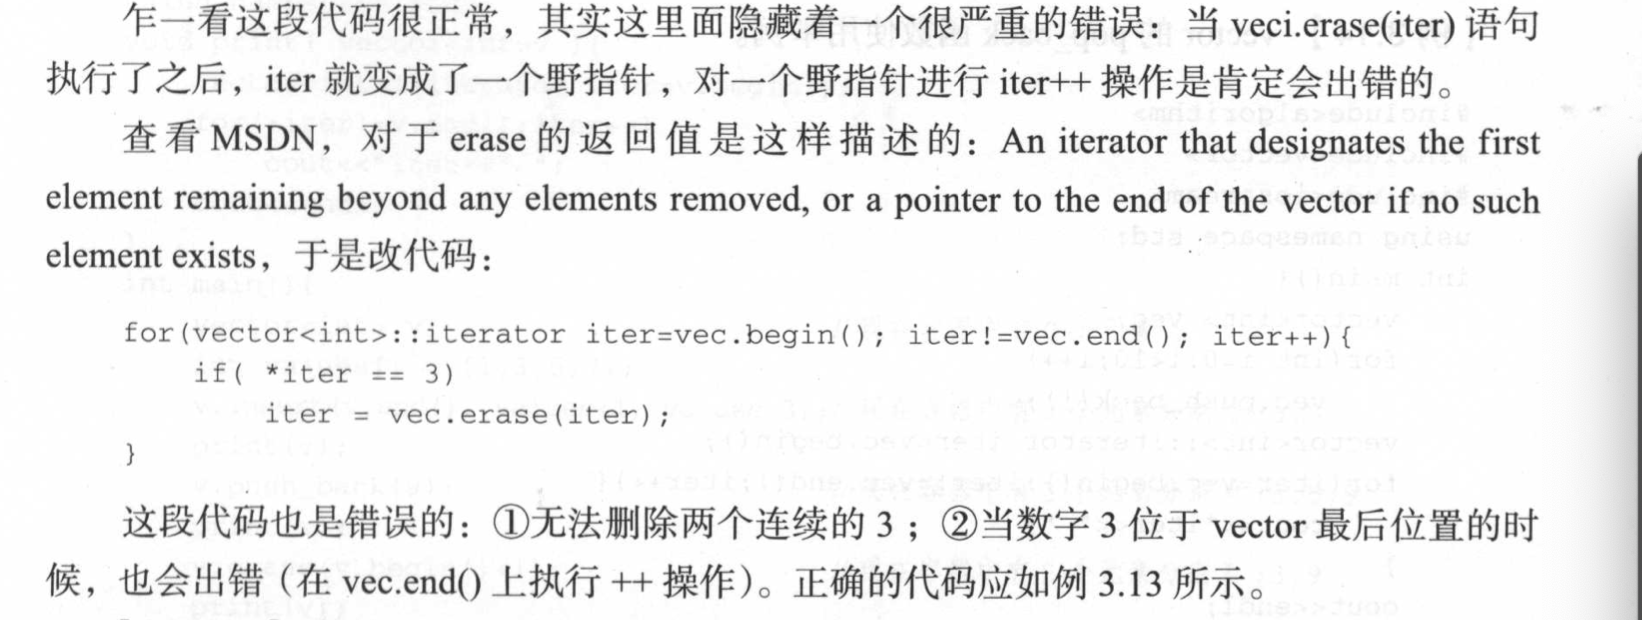 乍一看这段代码很正常，其实这里面隐藏着一个很严重的错误：当 veci.erase(iter) 语句
执行了之后，iter 就变成了一个野指针，对一个野指针进行 iter++ 操作是肯定会出错的。
查看 MSDN，对于 erase 的返回值是这样描述的：An iterator that designates the first
element remaining beyond any elements removed, or a pointer to the end of the vector if no such
element exists，于是改代码：
for(vector<int>::iterator iter=vec.begin(); iter!=vec.end(); iter++){
if( *iter == 3)
iter = vec.erase(iter);
}
这段代码也是错误的：①无法删除两个连续的 3；②当数字 3 位于 vector 最后位置的时
候，也会出错（在 vec.end() 上执行 ++ 操作）。正确的代码应如例 3.13 所示。